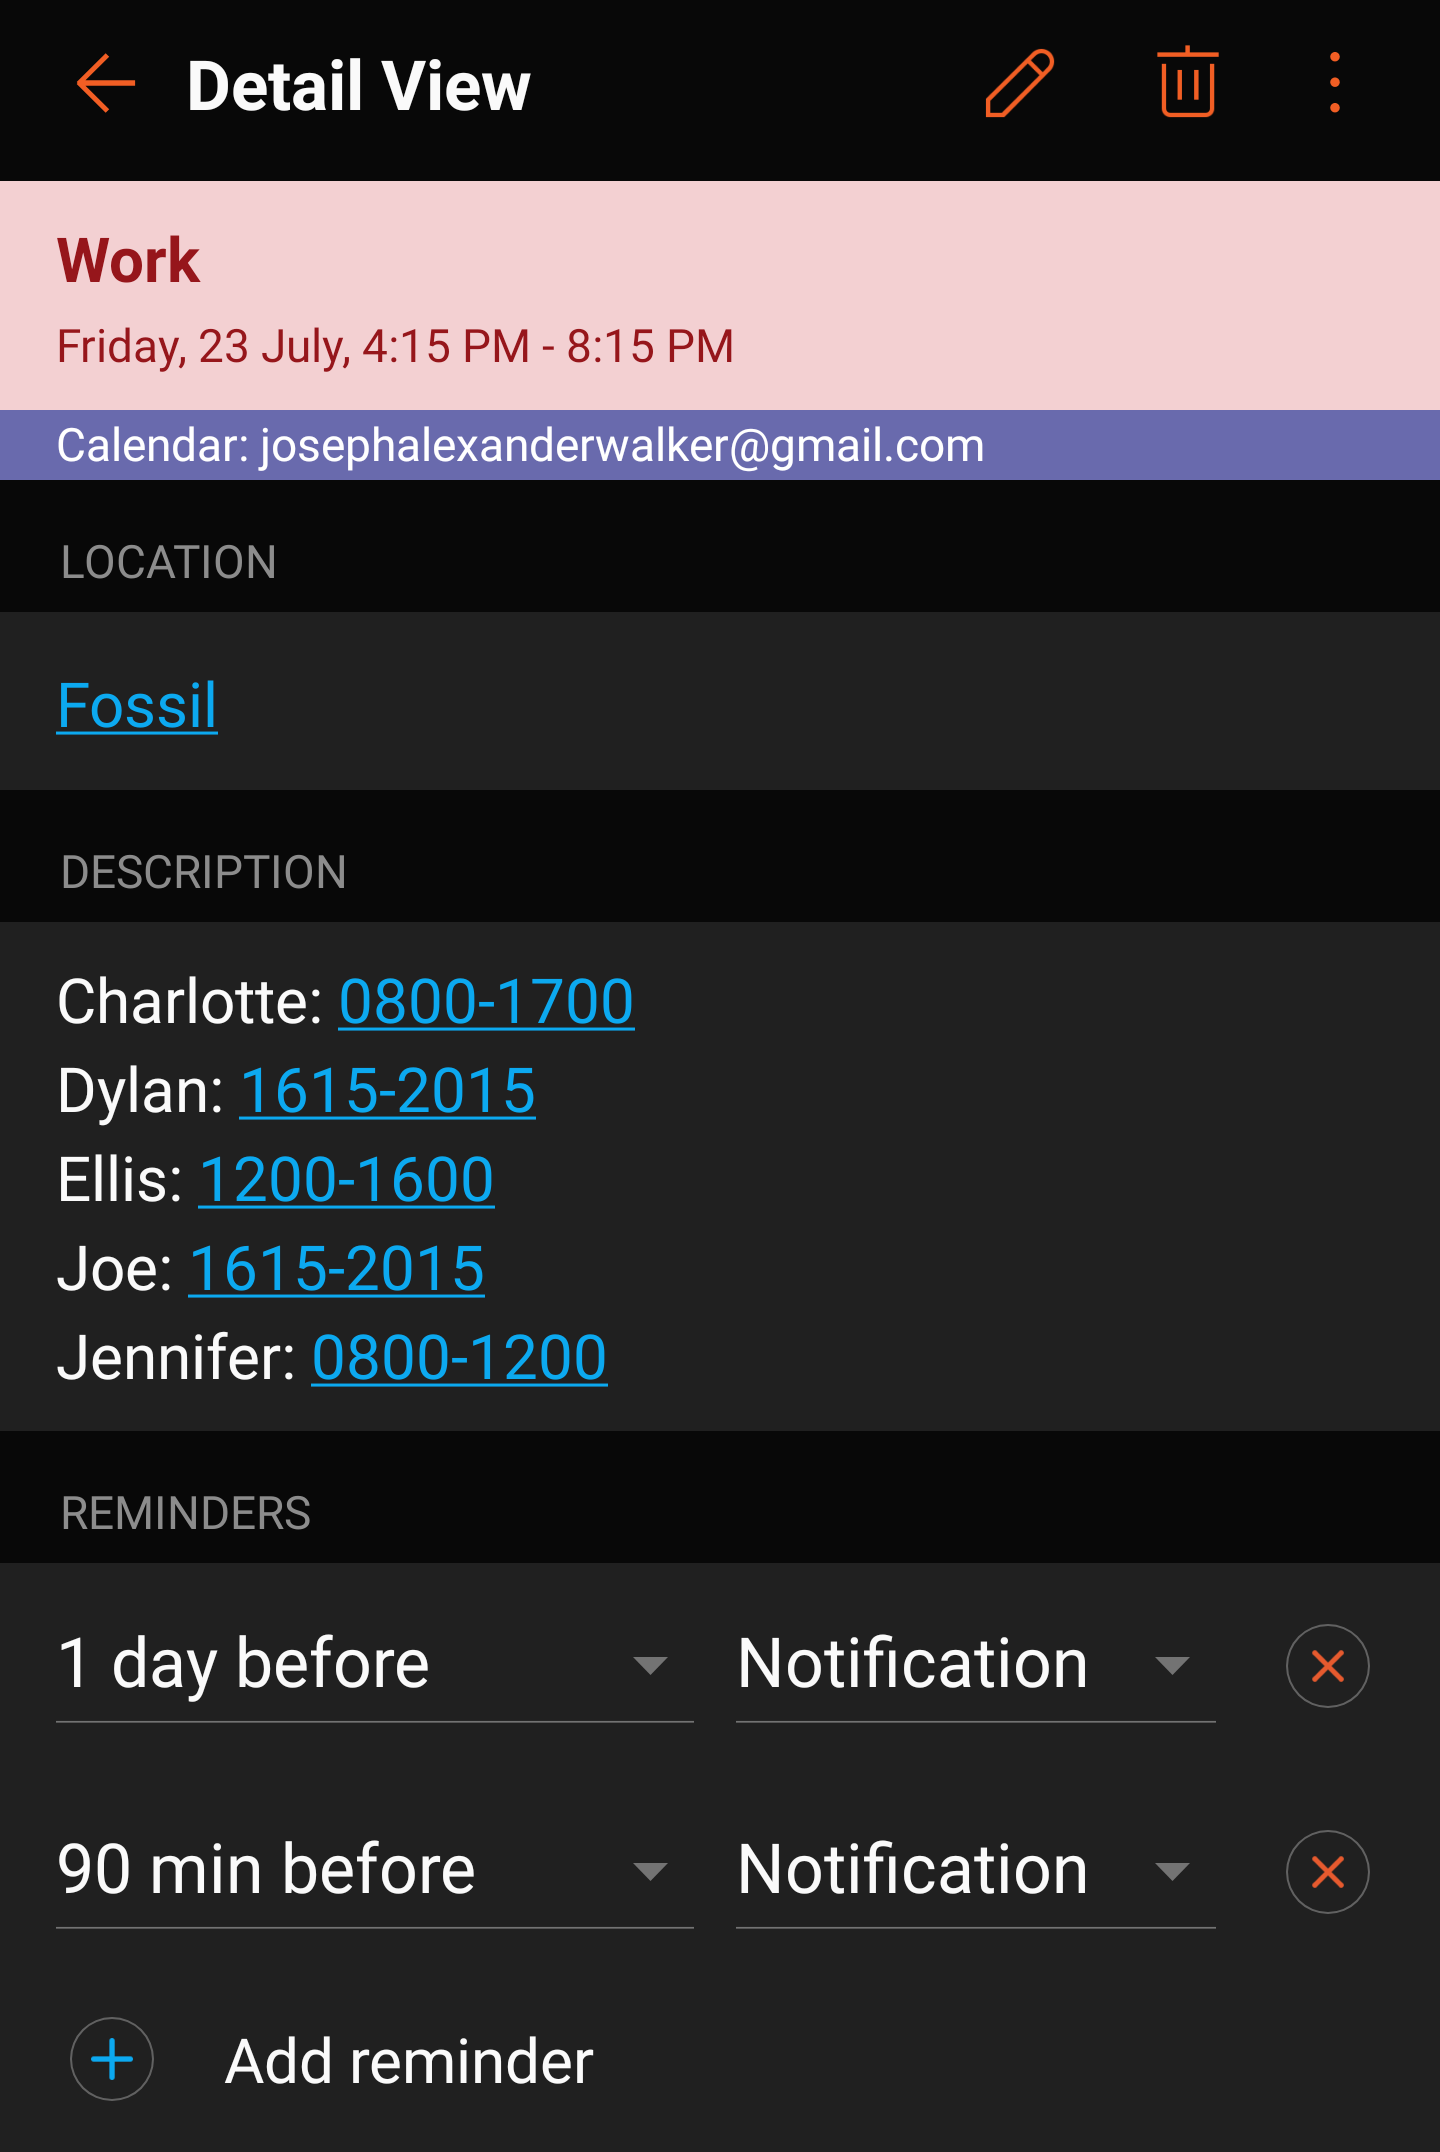 Detail View
Work
Friday, 23 July, 4:15 PM - 8:15 PM
Calendar: josephalexanderwalker@gmail.com
LOCATION
Fossil
DESCRIPTION
Charlotte: 0800-1700
Dylan: 1615-2015
Ellis: 1200-1600
Joe: 1615-2015
Jennifer: 0800-1200
REMINDERS
1 day before Notification
90 min before Notification
Add reminder